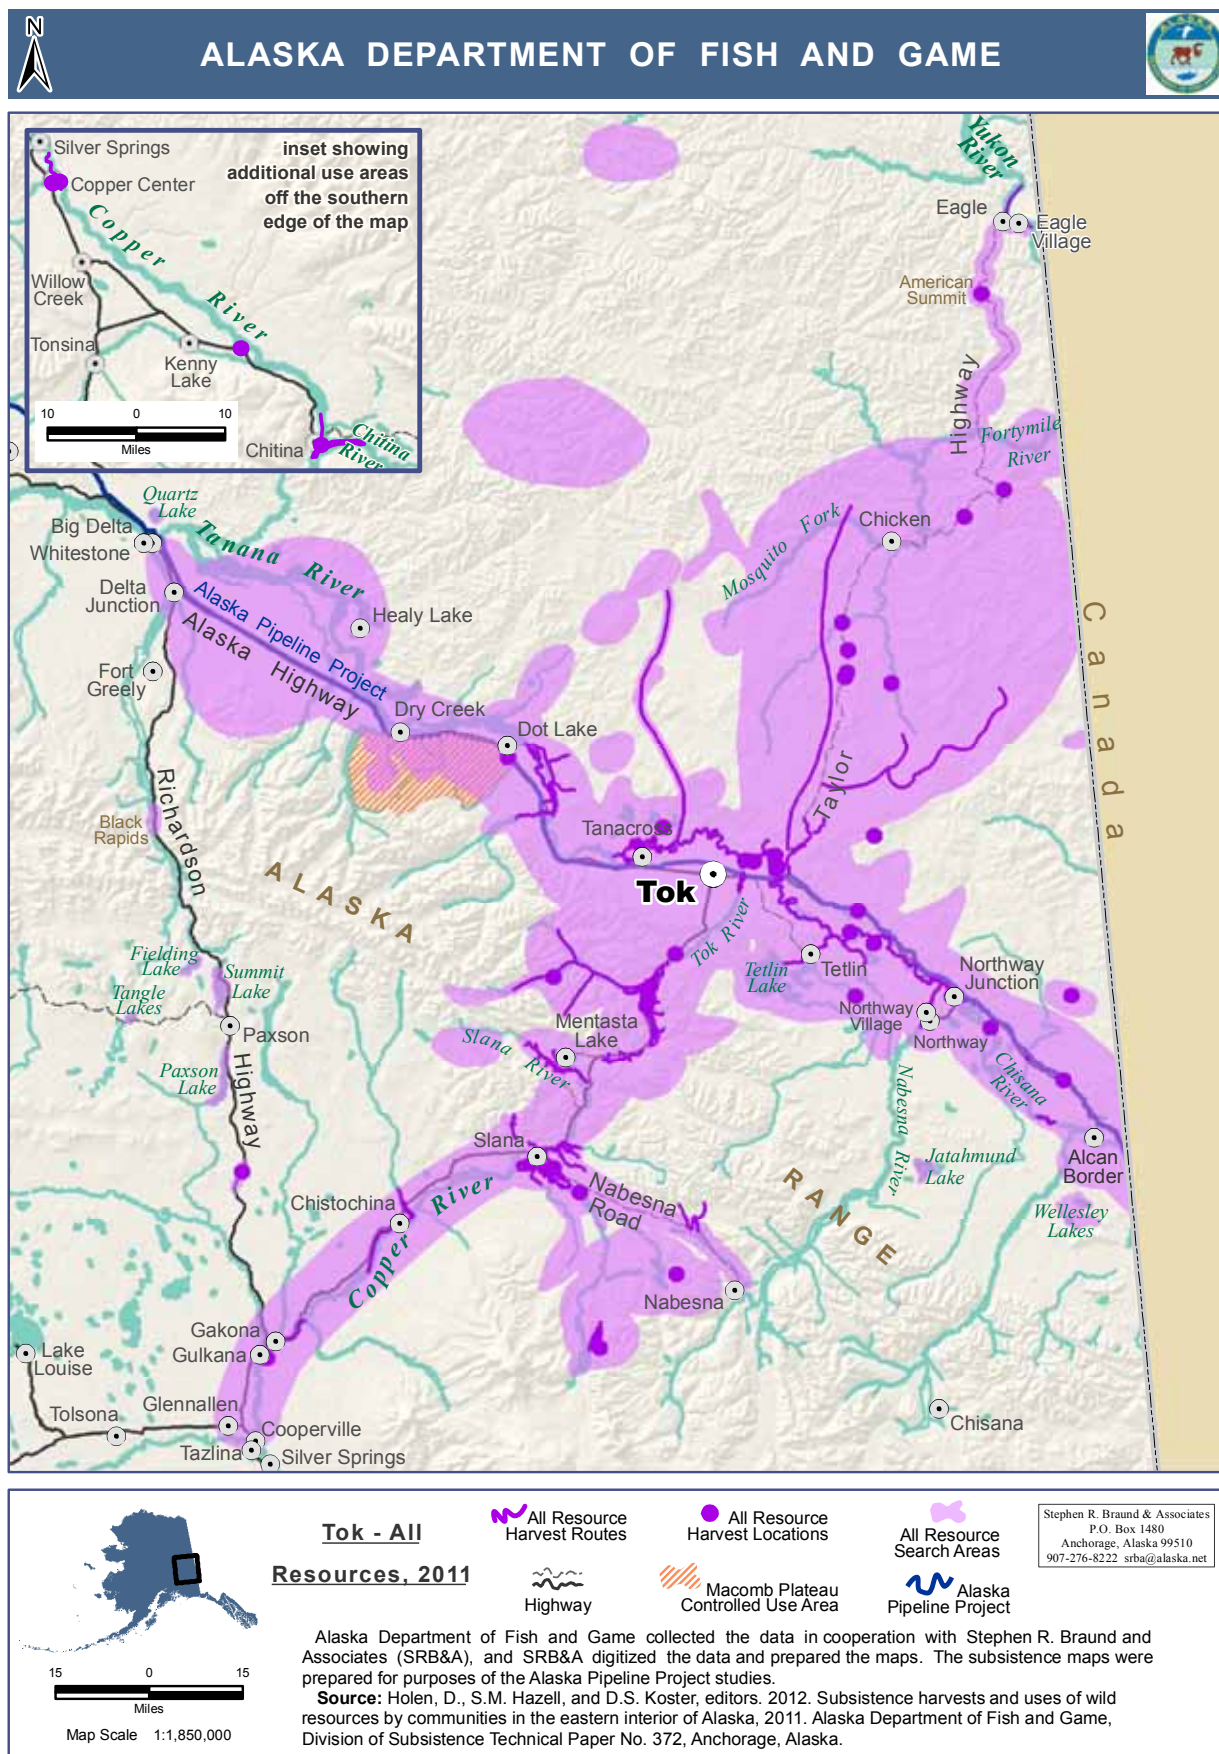 N
ALASKA DEPARTMENT OF FISH AND GAME
ALASKA
inset showing
additional use areas
off the southern
edge of the map
Silver Springs
Copper Center
Copper River
Willow
Creek
Tonsina
Kenny
Lake
10 0 10
Miles
Chitina
Chitina
River
Yukon
River
Eagle
Eagle
Village
American
Summit
Highway
Fortymile
River
Quartz
Lake
Big Delta
Whitestone
Tanana River
Delta
Junction
Alaska Pipeline Project
Alaska Highway
Healy Lake
Mosquito Fork
Chicken
Canada
Fort
Greely
Dry Creek
Dot Lake
Richardson
Taylor
Black
Rapids
Tanacross
Tok
ALASKA
Tok River
Fielding
Lake
Summit
Lake
Tangle
Lakes
Tetlin
Lake
Tetlin
Northway
Junction
Northway
Village
Northway
Paxson
Mentasta
Lake
Slana
River
Paxson
Lake
Highway
Chisana
River
Nabesna River
Slana
Alcan
Border
Jatahmund
Lake
Nabesna
Road
RANGE
Chistochina
Copper River
Wellesley
Lakes
Nabesna
Gakona
Gulkana
Lake
Louise
Glennallen
Tolsona
Cooperville
Tazlina
Silver Springs
Chisana
Tok - All
Resources, 2011
All Resource
Harvest Routes
All Resource
Harvest Locations
All Resource
Search Areas
Highway
Macomb Plateau
Controlled Use Area
Alaska
Pipeline Project
Stephen R. Braund & Associates
P.O. Box 1480
Anchorage, Alaska 99510
907-276-8222 srba@alaska.net
15 0 15
Miles
Map Scale 1:1,850,000
Alaska Department of Fish and Game collected the data in cooperation with Stephen R. Braund and
Associates (SRB&A), and SRB&A digitized the data and prepared the maps. The subsistence maps were
prepared for purposes of the Alaska Pipeline Project studies.
Source: Holen, D., S.M. Hazell, and D.S. Koster, editors. 2012. Subsistence harvests and uses of wild
resources by communities in the eastern interior of Alaska, 2011. Alaska Department of Fish and Game,
Division of Subsistence Technical Paper No. 372, Anchorage, Alaska.